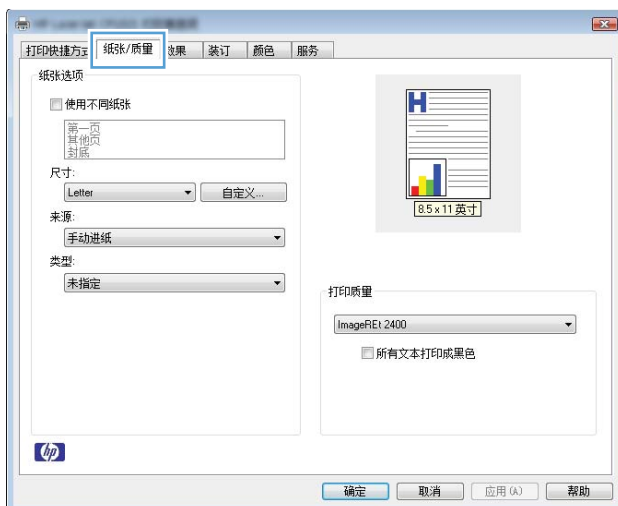 打印快捷方式 纸张/质量 效果 装订 颜色 服务
纸张选项
使用不同纸张
第一页
其他页
封底
尺寸:
Letter 自定义...
来源:
手动进纸
类型:
未指定
8.5 x 11 英寸
打印质量
ImageREt 2400
所有文本打印成黑色
hp
确定 取消 应用(A) 帮助